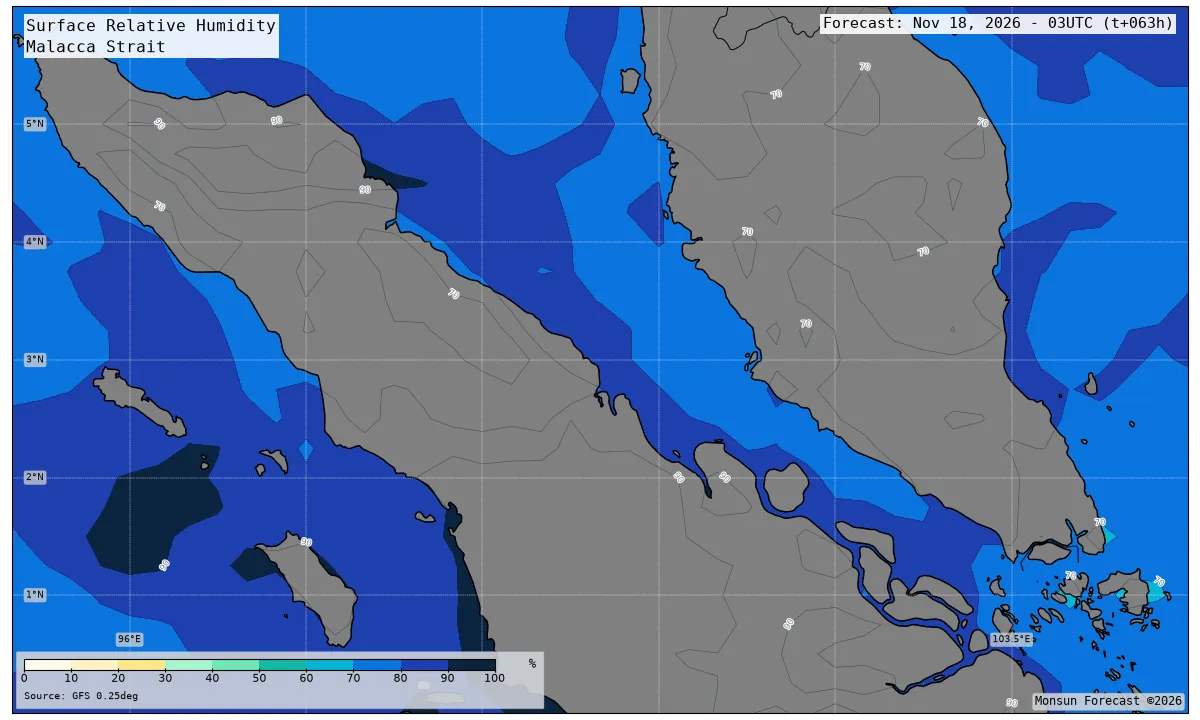 Surface Relative Humidity
Malacca Strait
Forecast: Nov 18, 2026 - 03UTC (t+063h)
70
70
90
90
70
5°N
90
70
70
4°N
70
70
70
3°N
90
90
2°N
70
90
90
70
70
1°N
90
96°E
103.5°E
%
0 10 20 30 40 50 60 70 80 90 100
Source: GFS 0.25deg
90
Monsun Forecast ©2026